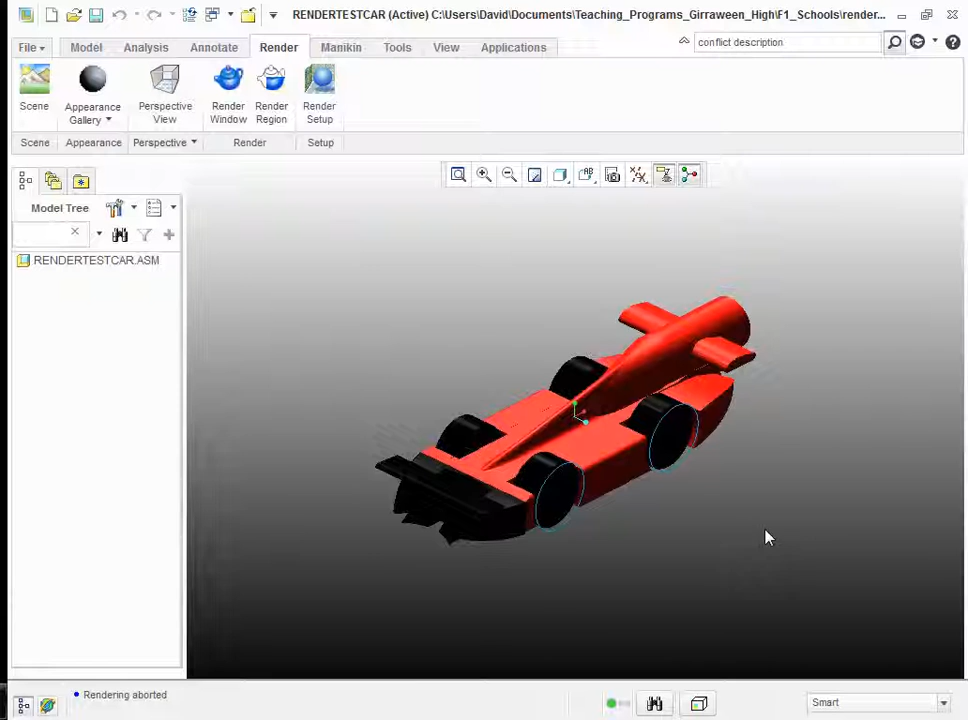 RENDERTESTCAR (Active) C:\Users\David\Documents\Teaching_Programs_Girraween_High\F1_Schools\render...
File Model Analysis Annotate Render Manikin Tools View Applications
conflict description
Scene
Appearance Gallery
Perspective View
Render Window
Render Region
Render Setup
Scene Appearance Perspective Render Setup
Model Tree
RENDERTESTCAR.ASM
Rendering aborted
Smart